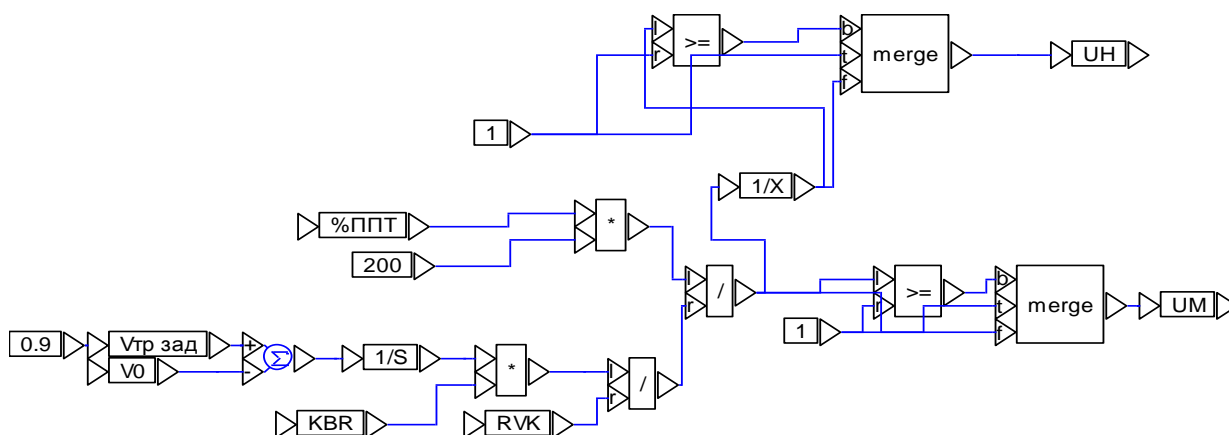 b
l
>=
t
merge
UH
r
f
1
1/X
%ППТ
*
200
l
/
r
l
>=
r
b
t
merge
UM
f
1
0.9
Vтр зад
+
Σ
V0
-
1/S
*
l
/
r
KBR
RVK